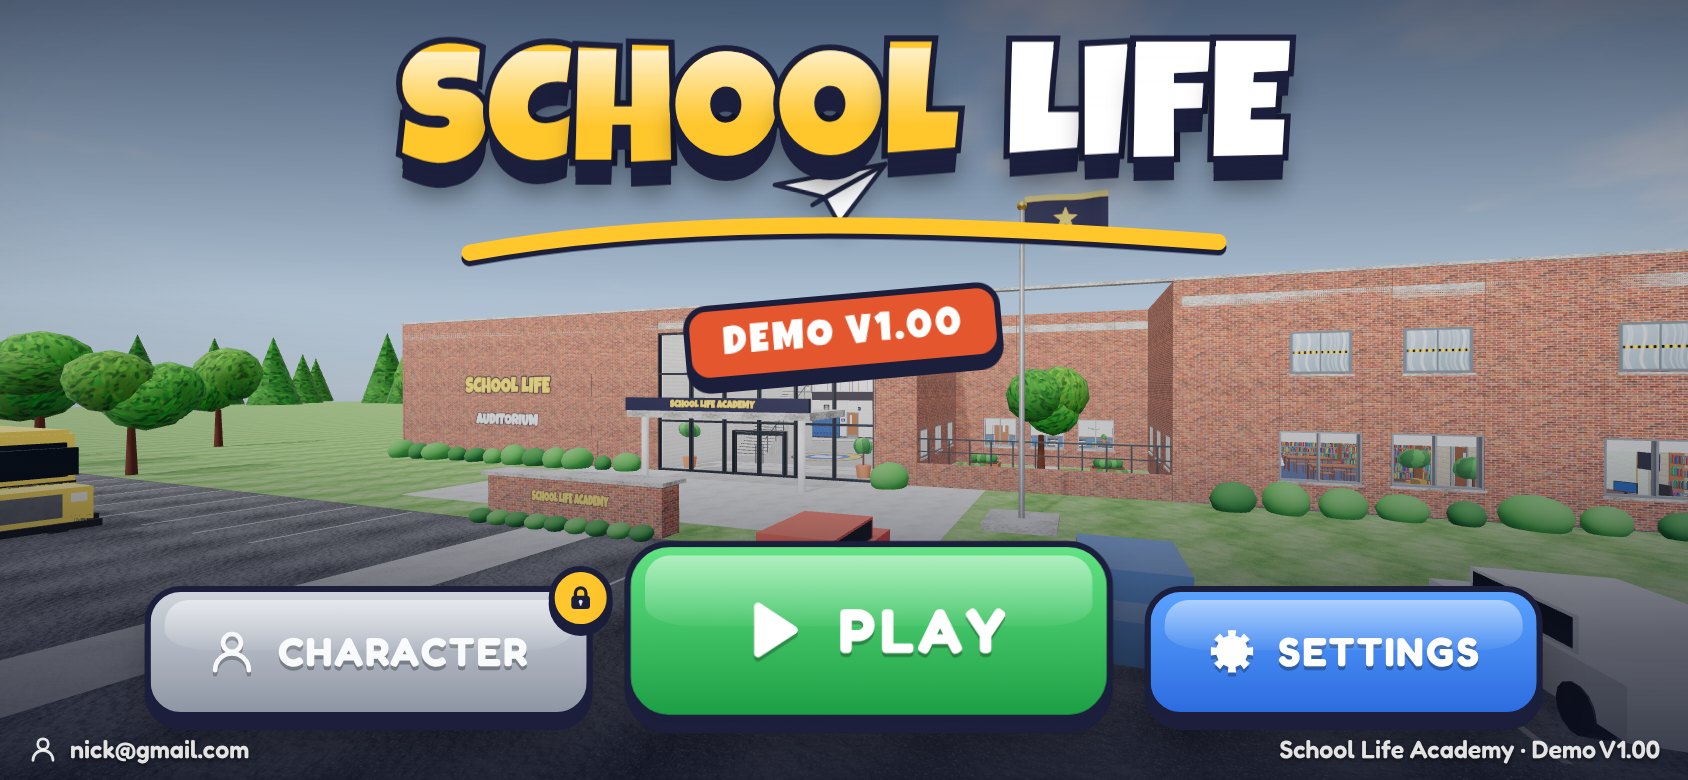 SCHOOL LIFE
DEMO V1.00
SCHOOL LIFE
AUDITORIUM
SCHOOL LIFE ACADEMY
SCHOOL LIFE ACADEMY
CHARACTER
PLAY
SETTINGS
nick@gmail.com
School Life Academy · Demo V1.00